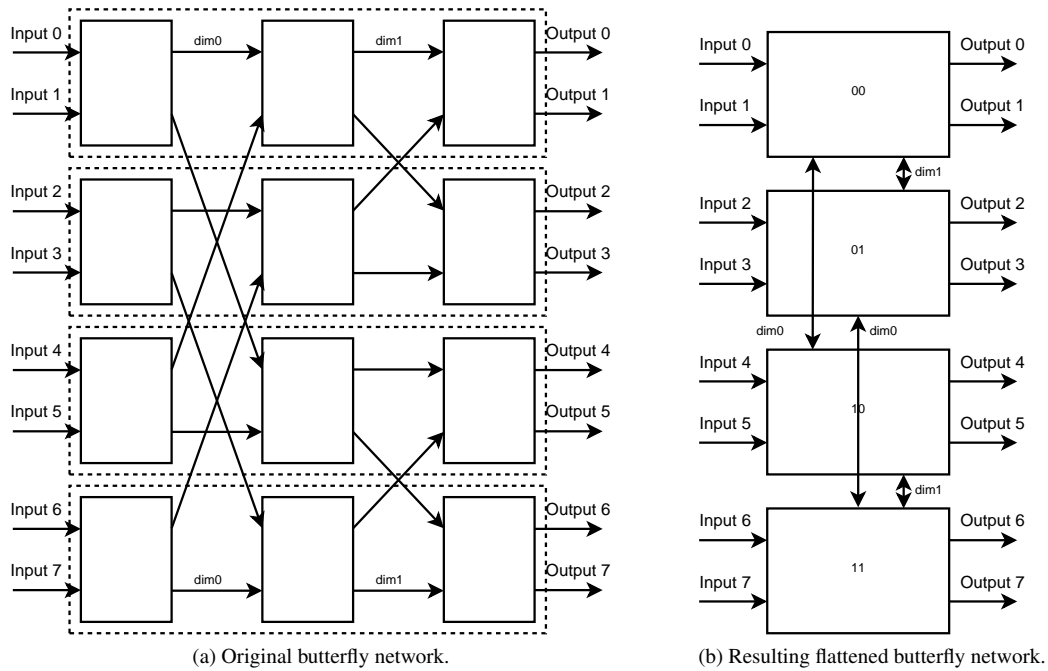 Input 0
dim0
dim1
Output 0
Input 1
Output 1
Input 2
Output 2
Input 3
Output 3
Input 4
Output 4
Input 5
Output 5
Input 6
Output 6
Input 7
dim0
dim1
Output 7
(a) Original butterfly network.
Input 0
Output 0
00
Input 1
Output 1
dim1
Input 2
Output 2
01
Input 3
Output 3
dim0
dim0
Input 4
Output 4
10
Input 5
Output 5
dim1
Input 6
Output 6
11
Input 7
Output 7
(b) Resulting flattened butterfly network.